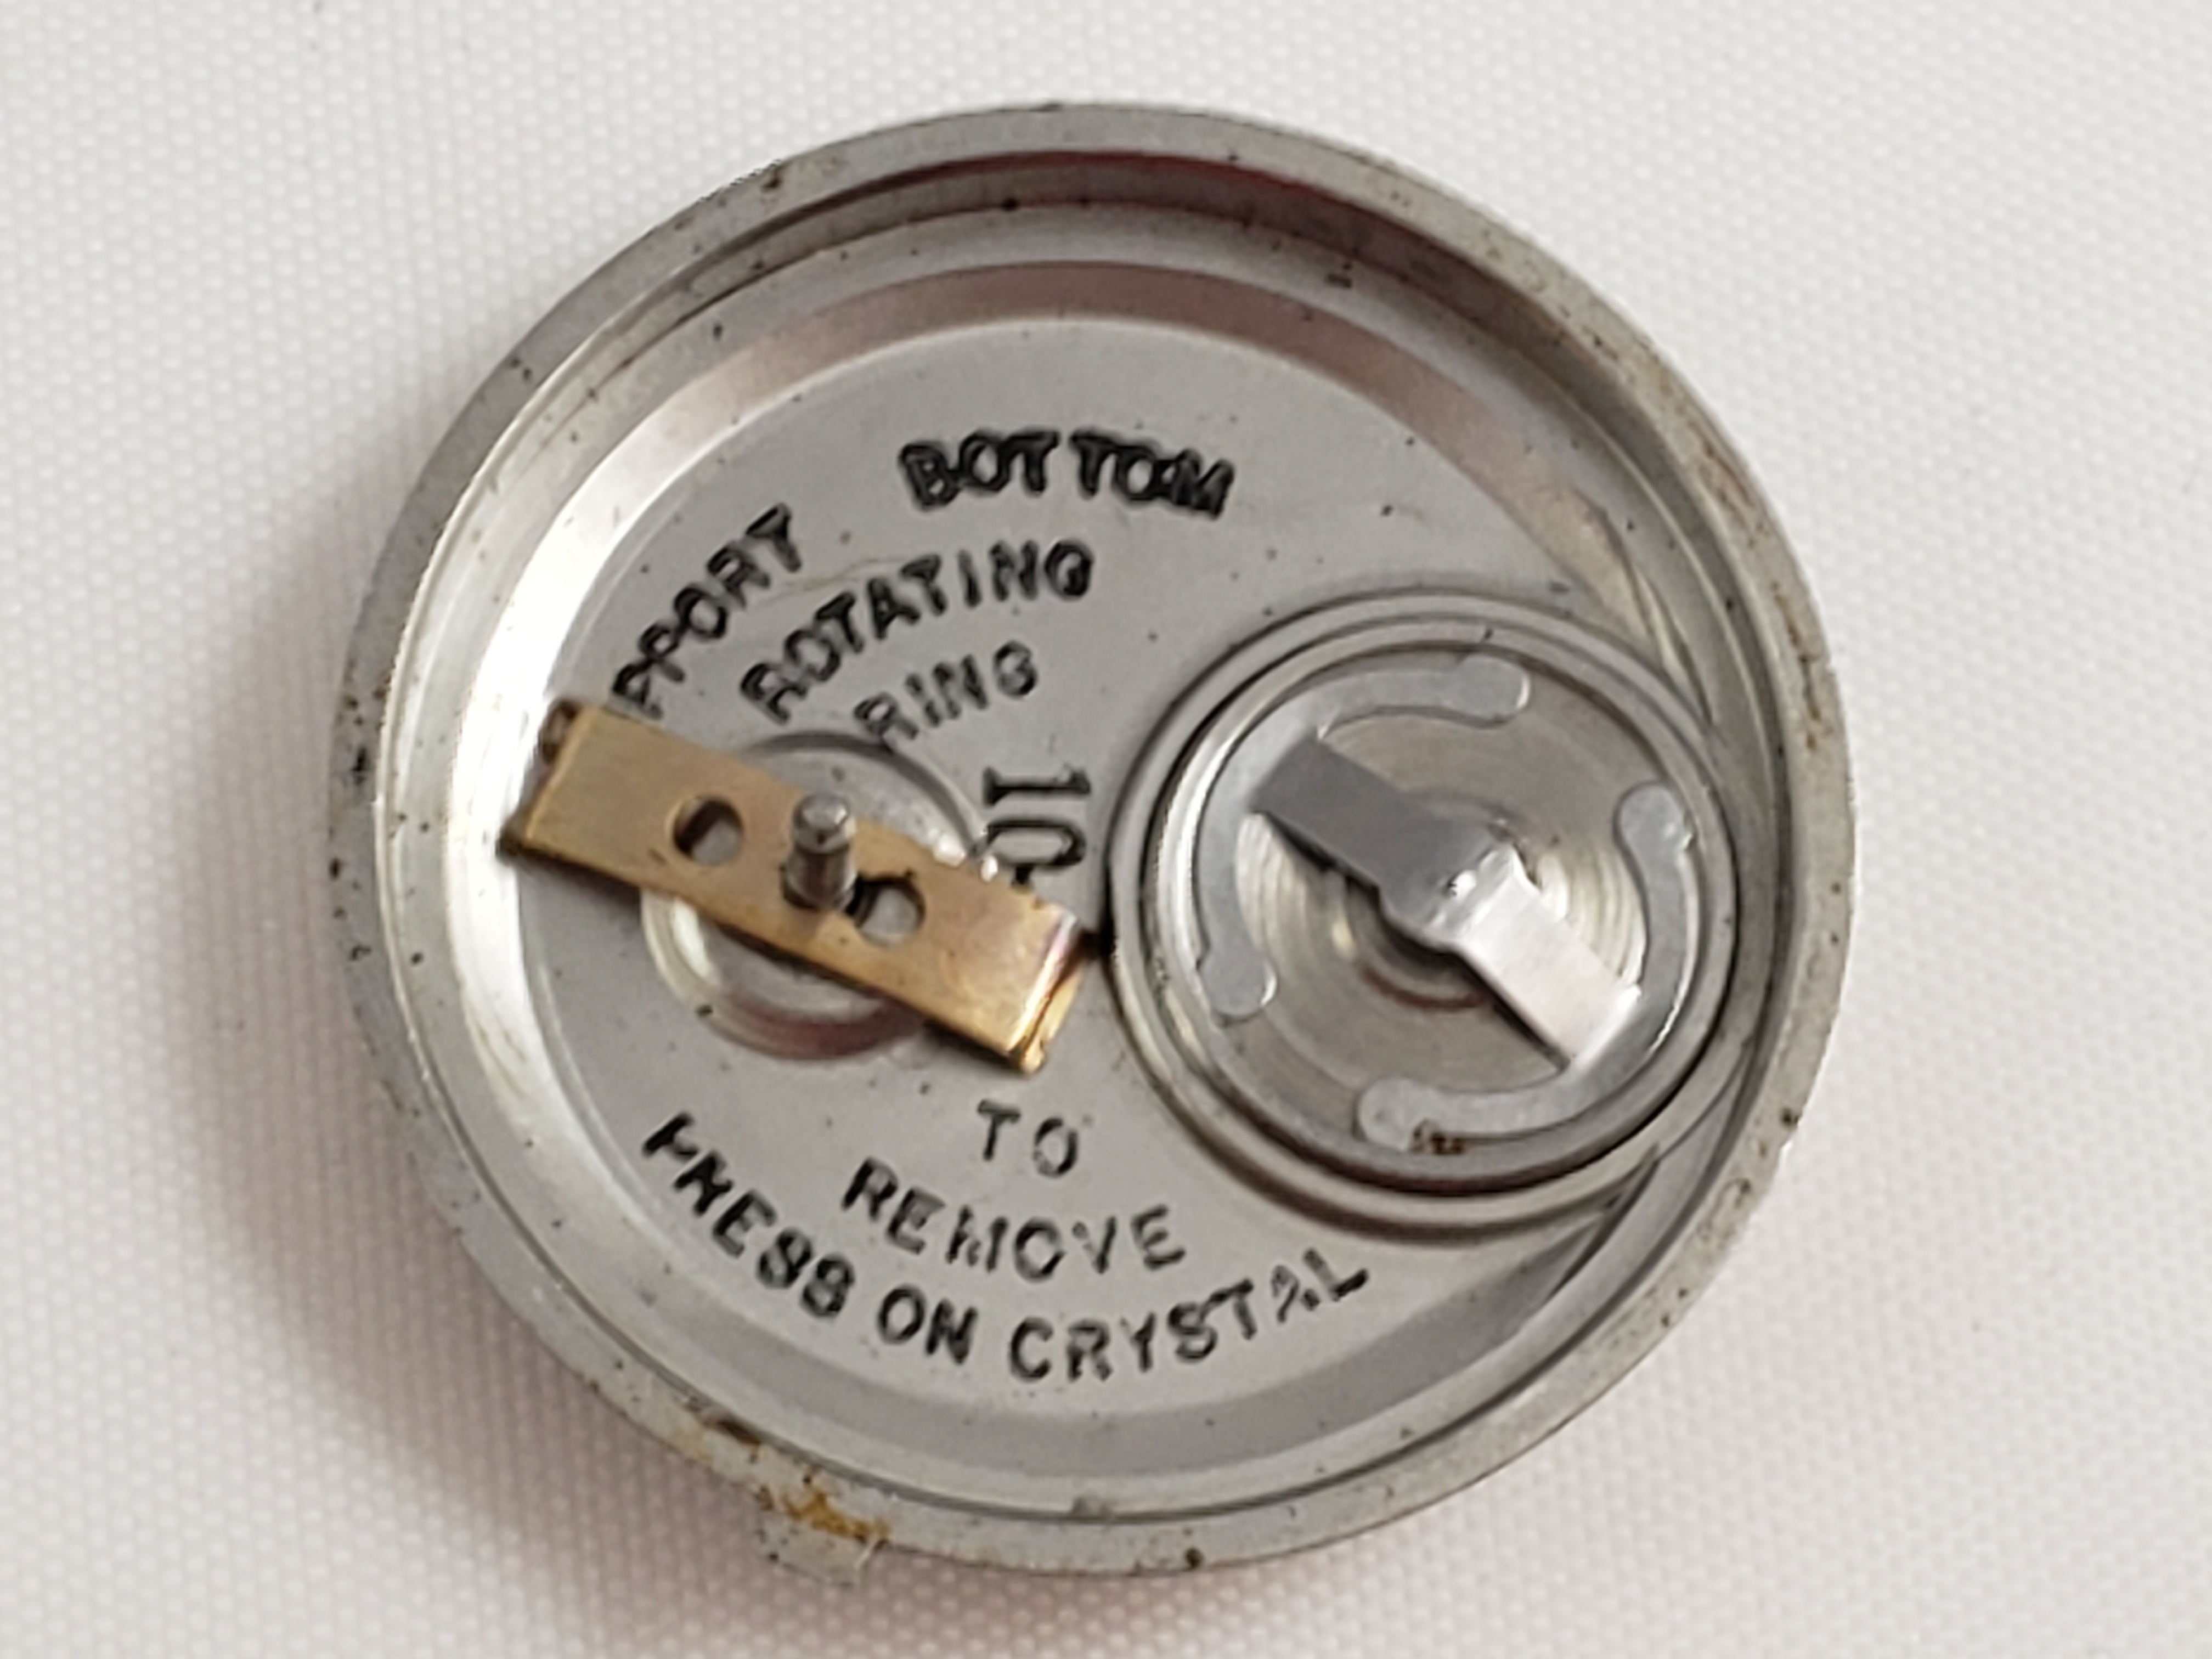 PPORT BOTTOM
ROTATING
RING
10
TO
REMOVE
PRESS ON CRYSTAL